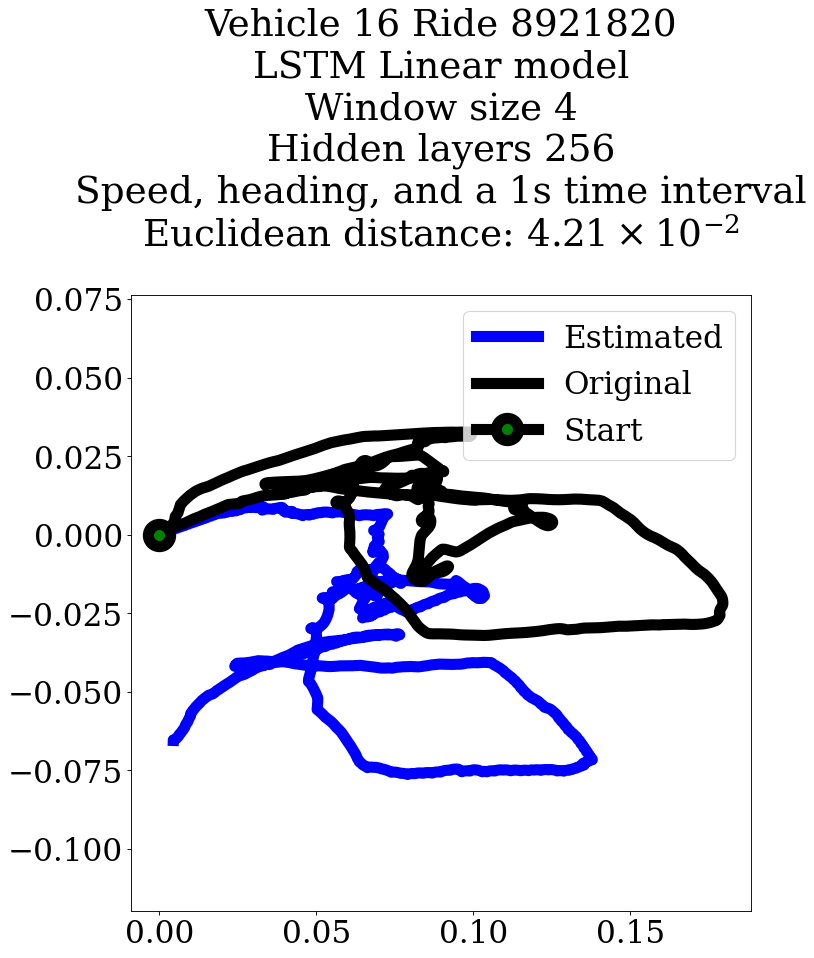 Vehicle 16 Ride 8921820
LSTM Linear model
Window size 4
Hidden layers 256
Speed, heading, and a 1s time interval
Euclidean distance: 4.21 × 10⁻²
0.075
0.050
0.025
0.000
−0.025
−0.050
−0.075
−0.100
Estimated
Original
Start
0.00 0.05 0.10 0.15